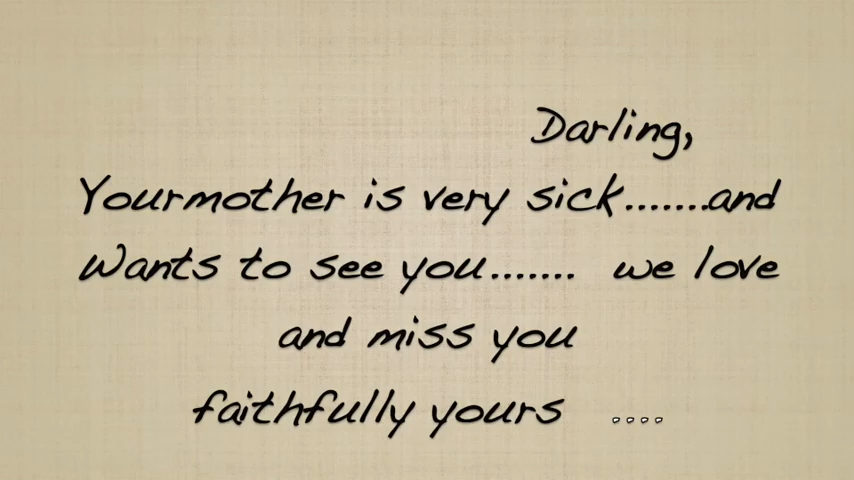 Darling,
Yourmother is very sick.......and
Wants to see you....... we love
and miss you
faithfully yours ....